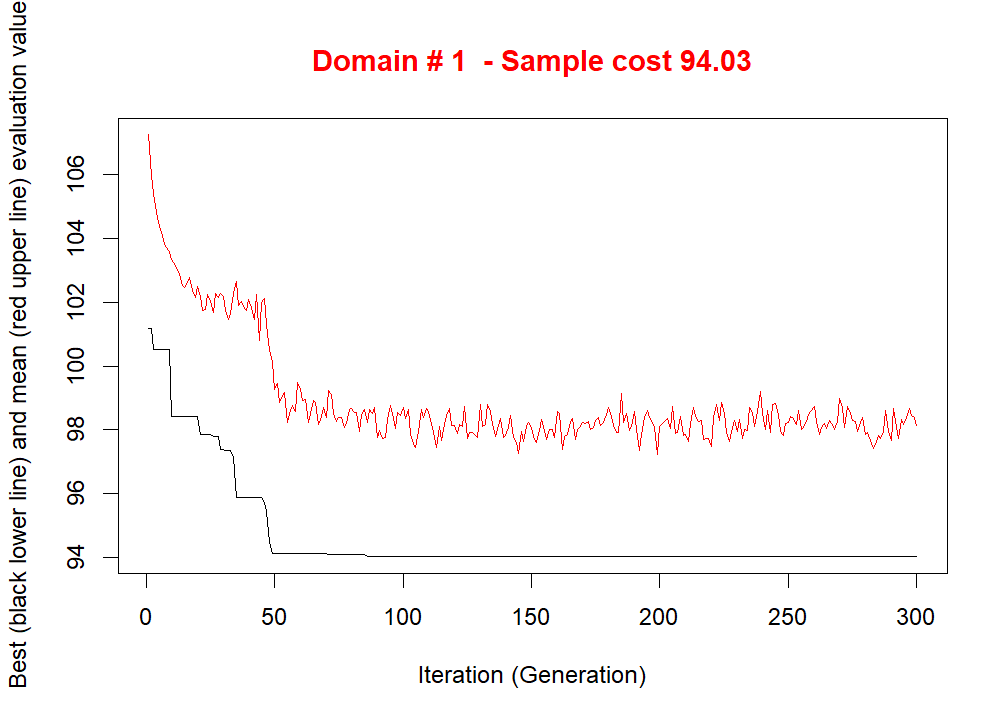 Domain # 1  - Sample cost 94.03
Best (black lower line) and mean (red upper line) evaluation value
106
104
102
100
98
96
94
0 50 100 150 200 250 300
Iteration (Generation)